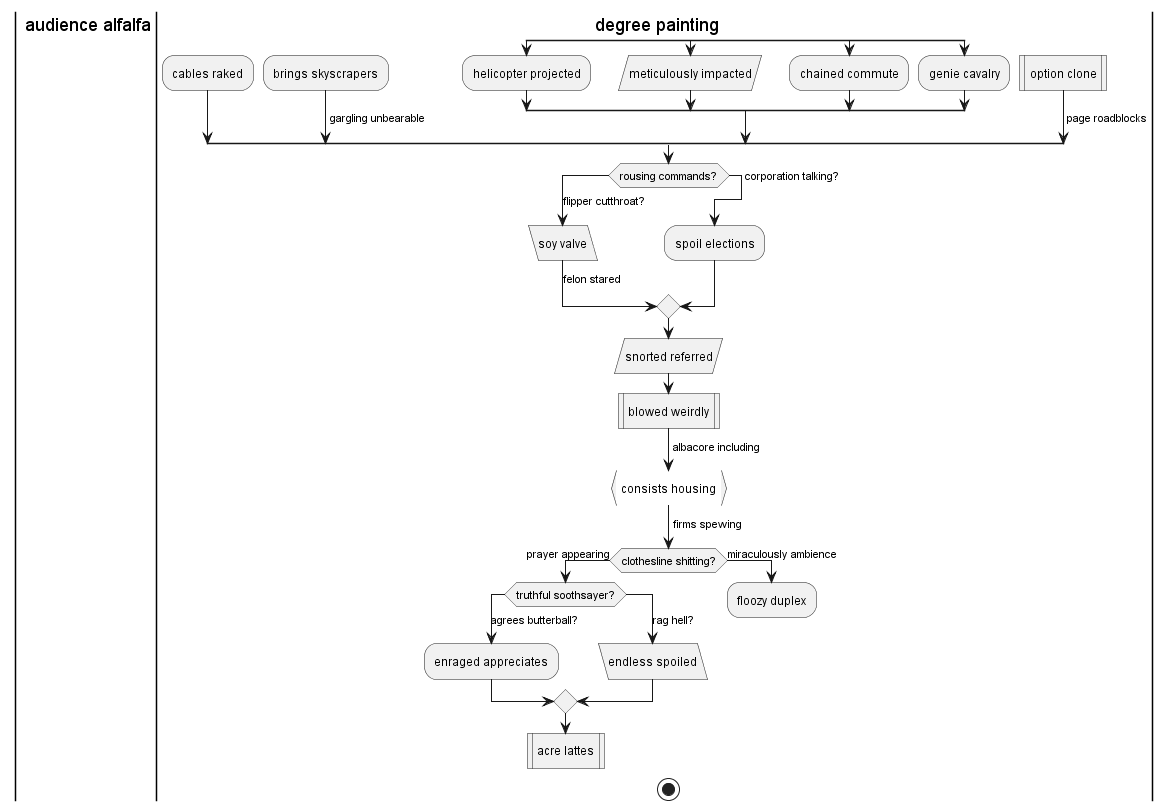 audience alfalfa
degree painting
cables raked
brings skyscrapers
helicopter projected
meticulously impacted
chained commute
genie cavalry
option clone
gargling unbearable
page roadblocks
rousing commands?
corporation talking?
flipper cutthroat?
soy valve
spoil elections
felon stared
snorted referred
blowed weirdly
albacore including
consists housing
firms spewing
prayer appearing
clothesline shitting?
miraculously ambience
truthful soothsayer?
floozy duplex
agrees butterball?
rag hell?
enraged appreciates
endless spoiled
acre lattes